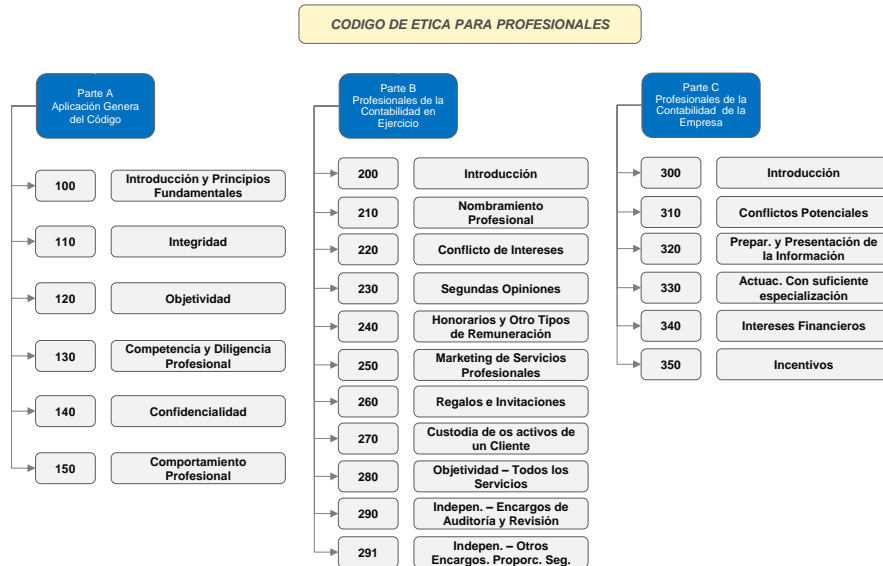 CODIGO DE ETICA PARA PROFESIONALES
Parte A
Aplicación Genera
del Código
100
Introducción y Principios
Fundamentales
110
Integridad
120
Objetividad
130
Competencia y Diligencia
Profesional
140
Confidencialidad
150
Comportamiento
Profesional
Parte B
Profesionales de la
Contabilidad en
Ejercicio
200
Introducción
210
Nombramiento
Profesional
220
Conflicto de Intereses
230
Segundas Opiniones
240
Honorarios y Otro Tipos
de Remuneración
250
Marketing de Servicios
Profesionales
260
Regalos e Invitaciones
270
Custodia de os activos de
un Cliente
280
Objetividad – Todos los
Servicios
290
Indepen. – Encargos de
Auditoría y Revisión
291
Indepen. – Otros
Encargos. Proporc. Seg.
Parte C
Profesionales de la
Contabilidad de la
Empresa
300
Introducción
310
Conflictos Potenciales
320
Prepar. y Presentación de
la Información
330
Actuac. Con suficiente
especialización
340
Intereses Financieros
350
Incentivos